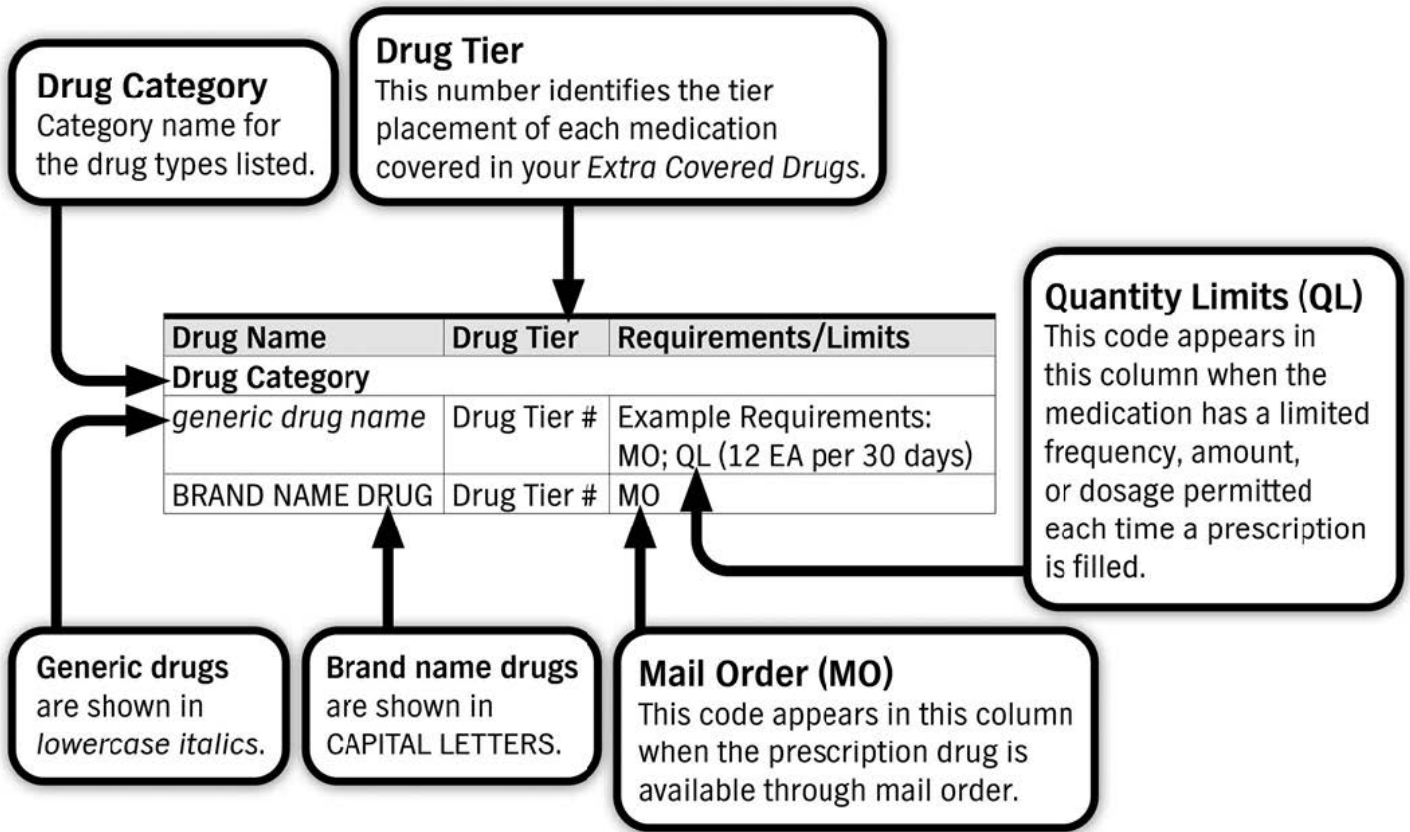 Drug Category
Category name for
the drug types listed.
Drug Tier
This number identifies the tier
placement of each medication
covered in your Extra Covered Drugs.
Drug Name Drug Tier Requirements/Limits
Drug Category
generic drug name Drug Tier # Example Requirements:
MO; QL (12 EA per 30 days)
BRAND NAME DRUG Drug Tier # MO
Quantity Limits (QL)
This code appears in
this column when the
medication has a limited
frequency, amount,
or dosage permitted
each time a prescription
is filled.
Generic drugs
are shown in
lowercase italics.
Brand name drugs
are shown in
CAPITAL LETTERS.
Mail Order (MO)
This code appears in this column
when the prescription drug is
available through mail order.